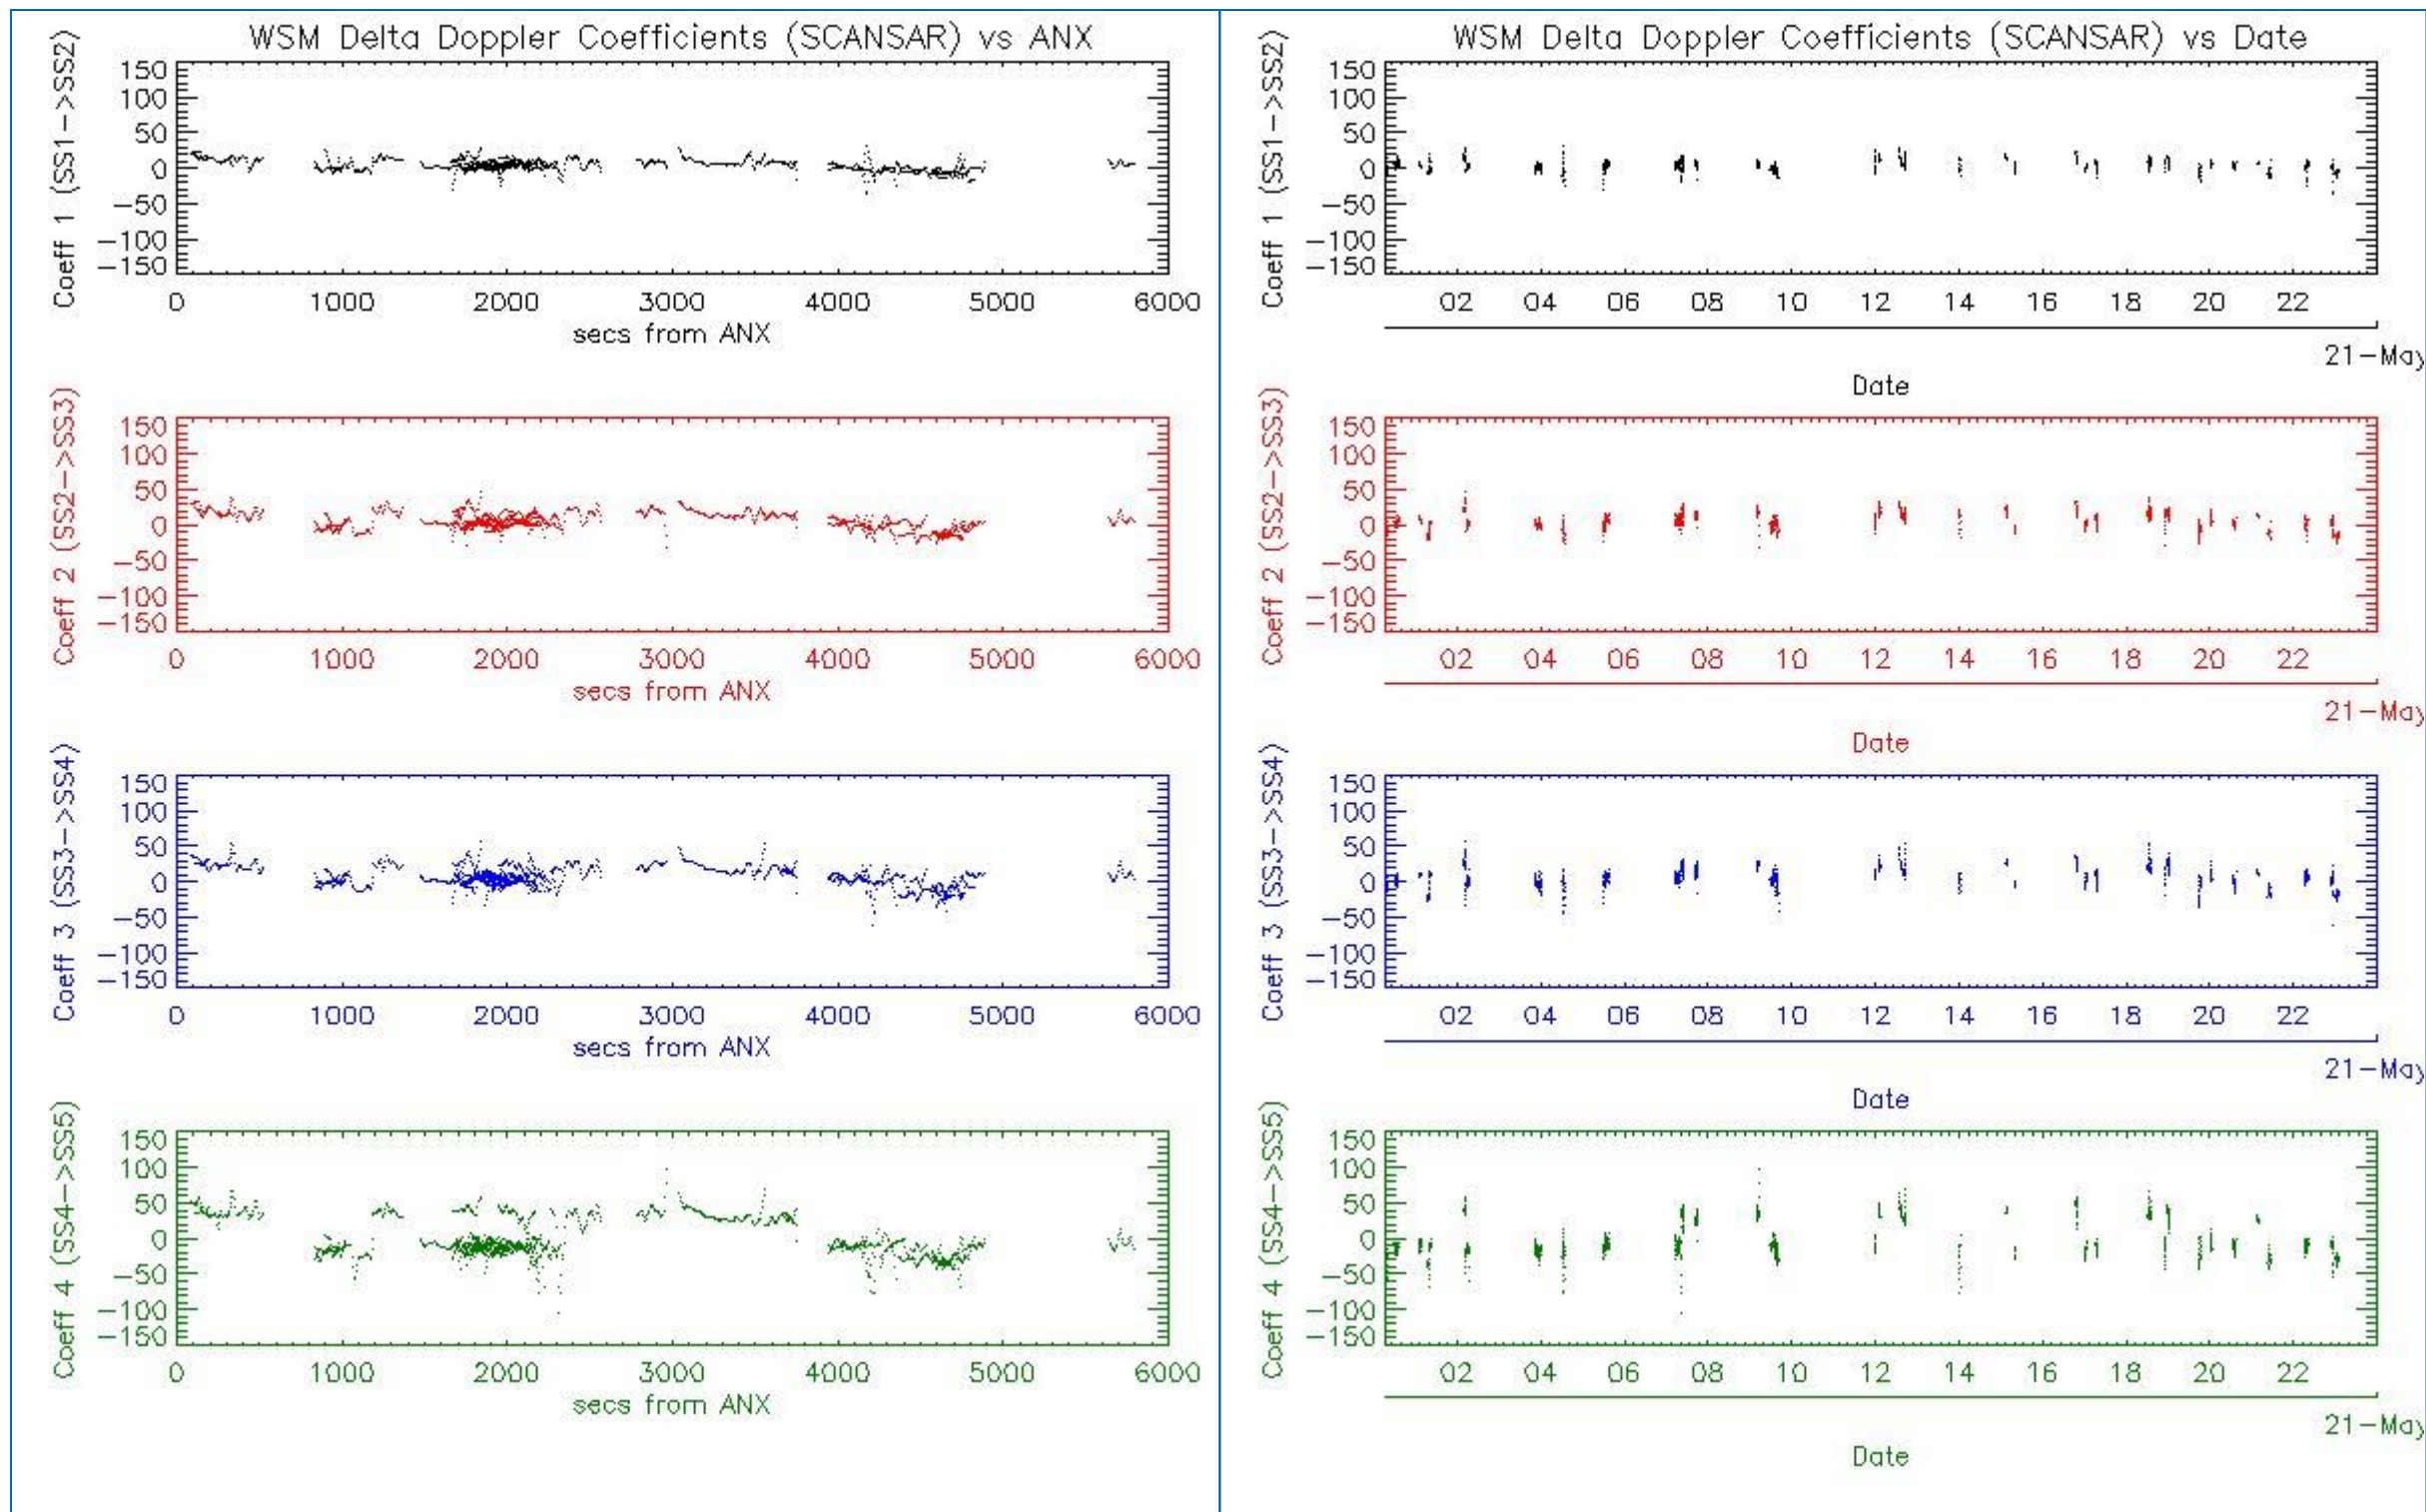 WSM Delta Doppler Coefficients (SCANSAR) vs ANX
Coeff 1 (SS1->SS2)
150
100
50
0
-50
-100
-150
0 1000 2000 3000 4000 5000 6000
secs from ANX
Coeff 2 (SS2->SS3)
150
100
50
0
-50
-100
-150
0 1000 2000 3000 4000 5000 6000
secs from ANX
Coeff 3 (SS3->SS4)
150
100
50
0
-50
-100
-150
0 1000 2000 3000 4000 5000 6000
secs from ANX
Coeff 4 (SS4->SS5)
150
100
50
0
-50
-100
-150
0 1000 2000 3000 4000 5000 6000
secs from ANX
WSM Delta Doppler Coefficients (SCANSAR) vs Date
Coeff 1 (SS1->SS2)
150
100
50
0
-50
-100
-150
02 04 06 08 10 12 14 16 18 20 22
21-May
Date
Coeff 2 (SS2->SS3)
150
100
50
0
-50
-100
-150
02 04 06 08 10 12 14 16 18 20 22
21-May
Date
Coeff 3 (SS3->SS4)
150
100
50
0
-50
-100
-150
02 04 06 08 10 12 14 16 18 20 22
21-May
Date
Coeff 4 (SS4->SS5)
150
100
50
0
-50
-100
-150
02 04 06 08 10 12 14 16 18 20 22
21-May
Date